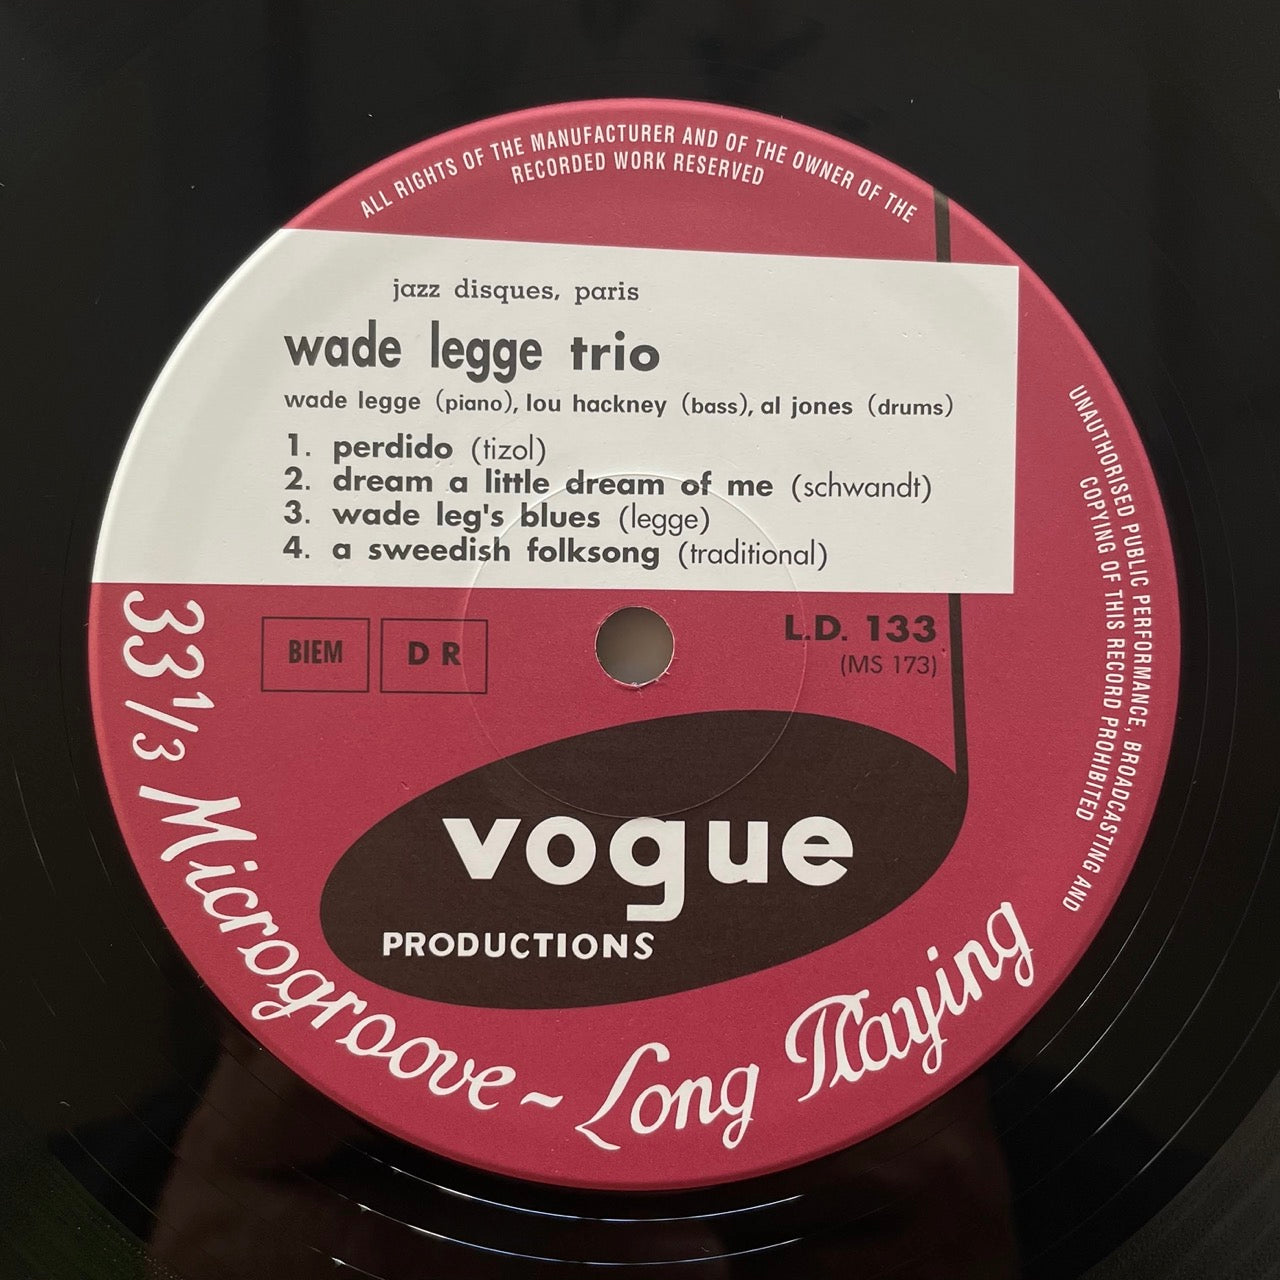 ALL RIGHTS OF THE MANUFACTURER AND OF THE OWNER OF THE
RECORDED WORK RESERVED
jazz disques, paris
wade legge trio
wade legge (piano), lou hackney (bass), al jones (drums)
1. perdido (tizol)
2. dream a little dream of me (schwandt)
3. wade leg's blues (legge)
4. a sweedish folksong (traditional)
UNAUTHORISED PUBLIC PERFORMANCE, BROADCASTING AND
COPYING OF THIS RECORD PROHIBITED
BIEM
D R
L.D. 133
(MS 173)
vogue
PRODUCTIONS
33 1/3 Microgroove - Long Playing